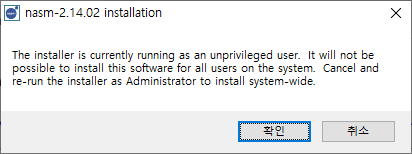 nasm-2.14.02 installation
The installer is currently running as an unprivileged user.  It will not be
possible to install this software for all users on the system.  Cancel and
re-run the installer as Administrator to install system-wide.
확인
취소